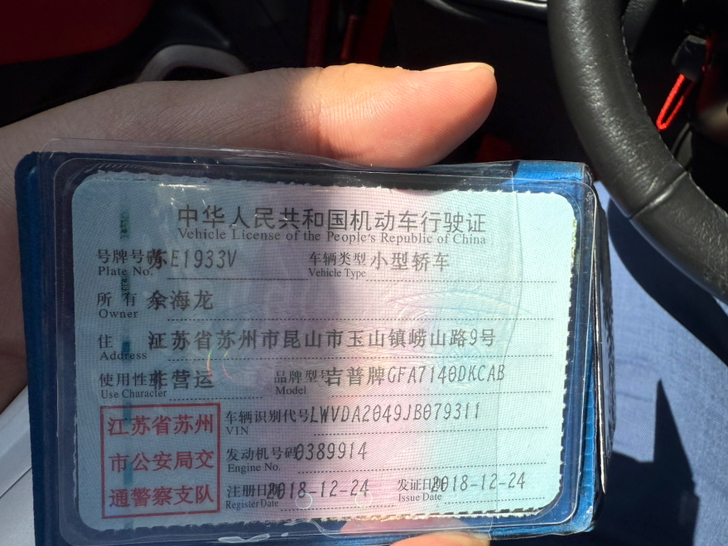 中华人民共和国机动车行驶证
Vehicle License of the People's Republic of China
号牌号码 苏E1933V 车辆类型 小型轿车
Plate No. Vehicle Type
所有 余海龙
Owner
住 江苏省苏州市昆山市玉山镇崂山路9号
Address
使用性 非营运 品牌型号 岩普牌GFA7140DKCAB
Use Character Model
江苏省苏州
市公安局交
通警察支队
车辆识别代号 LWVDA2049JB079311
VIN
发动机号码 0389914
Engine No.
注册日期 2018-12-24 发证日期 2018-12-24
Register Date Issue Date